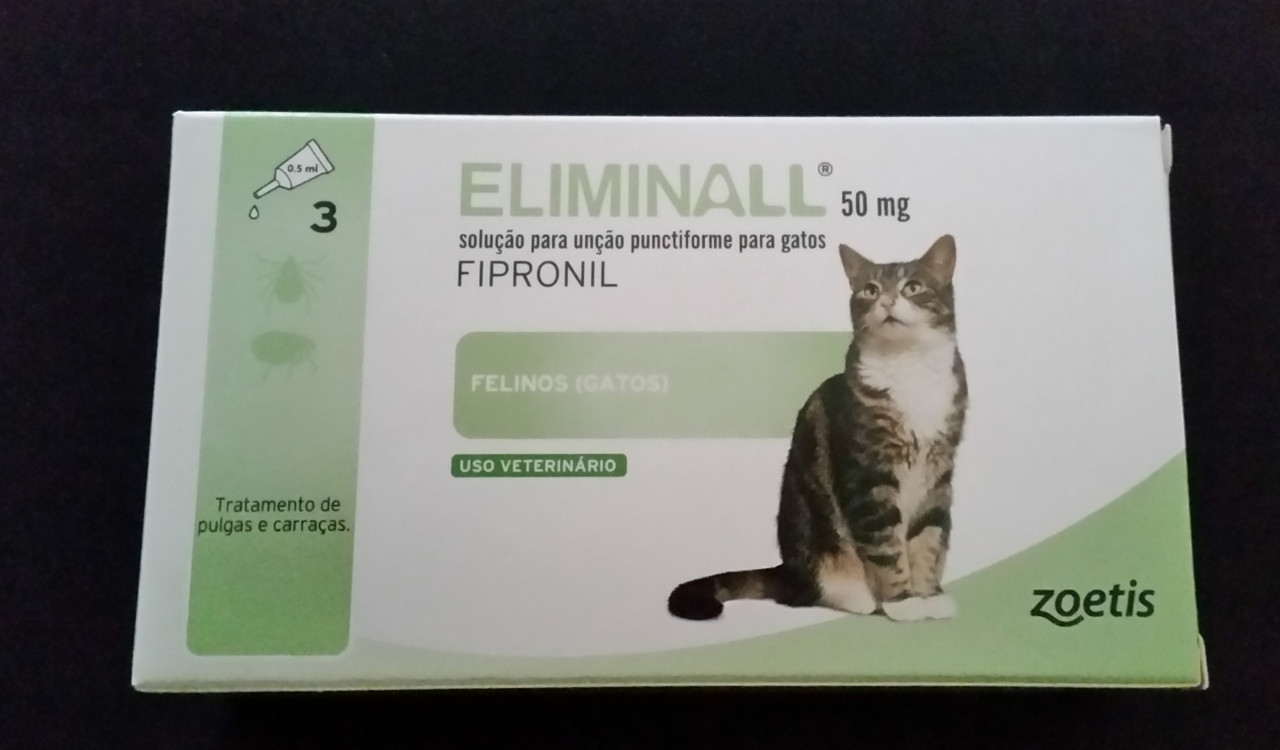 0.5 ml
3
Tratamento de
pulgas e carraças.
ELIMINALL® 50 mg
solução para unção punctiforme para gatos
FIPRONIL
FELINOS (GATOS)
USO VETERINÁRIO
zoetis